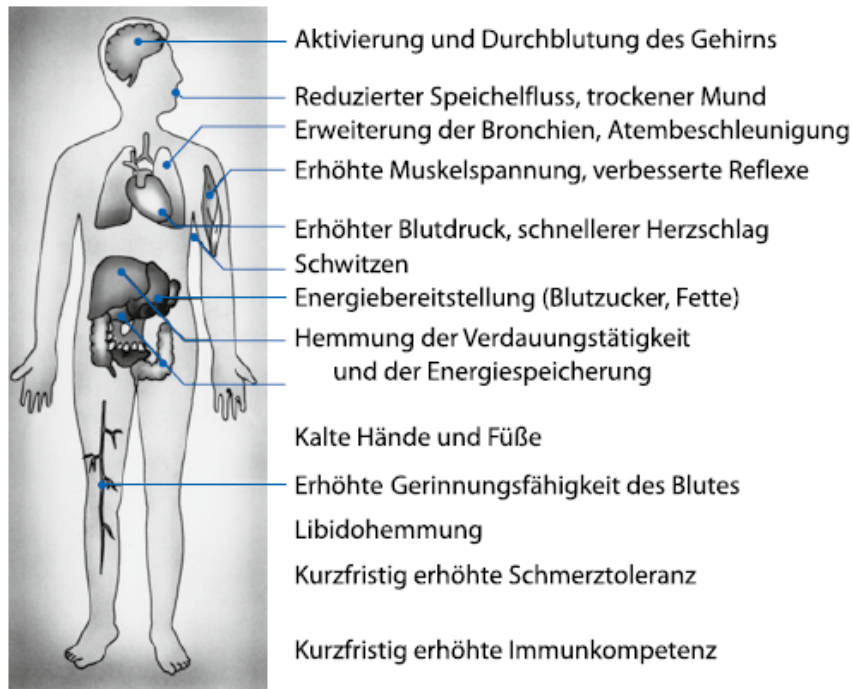 Aktivierung und Durchblutung des Gehirns
Reduzierter Speichelfluss, trockener Mund
Erweiterung der Bronchien, Atembeschleunigung
Erhöhte Muskelspannung, verbesserte Reflexe
Erhöhter Blutdruck, schnellerer Herzschlag
Schwitzen
Energiebereitstellung (Blutzucker, Fette)
Hemmung der Verdauungstätigkeit
und der Energiespeicherung
Kalte Hände und Füße
Erhöhte Gerinnungsfähigkeit des Blutes
Libidohemmung
Kurzfristig erhöhte Schmerztoleranz
Kurzfristig erhöhte Immunkompetenz